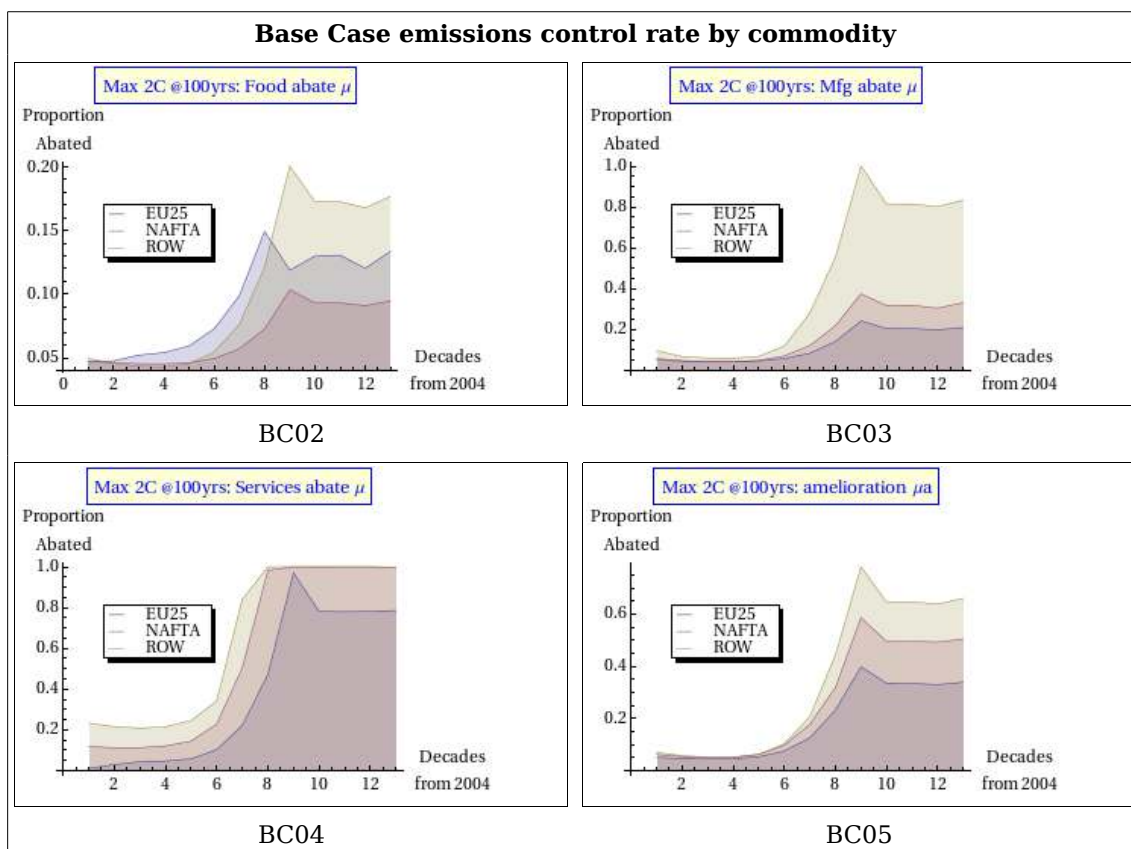 Base Case emissions control rate by commodity
Max 2C @100yrs: Food abate μ
Proportion
Abated
0.20
0.15
0.10
0.05
EU25
NAFTA
ROW
0 2 4 6 8 10 12
Decades
from 2004
BC02
Max 2C @100yrs: Mfg abate μ
Proportion
Abated
1.0
0.8
0.6
0.4
0.2
EU25
NAFTA
ROW
2 4 6 8 10 12
Decades
from 2004
BC03
Max 2C @100yrs: Services abate μ
Proportion
Abated
1.0
0.8
0.6
0.4
0.2
EU25
NAFTA
ROW
2 4 6 8 10 12
Decades
from 2004
BC04
Max 2C @100yrs: amelioration μa
Proportion
Abated
0.6
0.4
0.2
EU25
NAFTA
ROW
2 4 6 8 10 12
Decades
from 2004
BC05